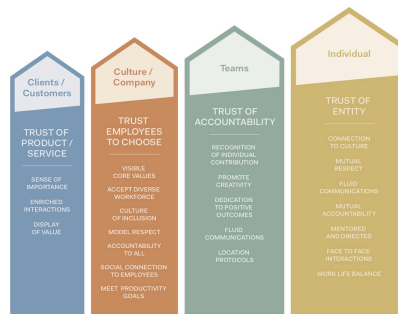 Clients /
Customers
TRUST OF
PRODUCT /
SERVICE
SENSE OF
IMPORTANCE
ENRICHED
INTERACTIONS
DISPLAY
OF VALUE
Culture /
Company
TRUST
EMPLOYEES
TO CHOOSE
VISIBLE
CORE VALUES
ACCEPT DIVERSE
WORKFORCE
CULTURE
OF INCLUSION
MODEL RESPECT
ACCOUNTABILITY
TO ALL
SOCIAL CONNECTION
TO EMPLOYEES
MEET PRODUCTIVITY
GOALS
Teams
TRUST OF
ACCOUNTABILITY
RECOGNITION
OF INDIVIDUAL
CONTRIBUTION
PROMOTE
CREATIVITY
DEDICATION
TO POSITIVE
OUTCOMES
FLUID
COMMUNICATIONS
LOCATION
PROTOCOLS
Individual
TRUST OF
ENTITY
CONNECTION
TO CULTURE
MUTUAL
RESPECT
FLUID
COMMUNICATIONS
MUTUAL
ACCOUNTABILITY
MENTORED
AND DIRECTED
FACE TO FACE
INTERACTIONS
WORK LIFE BALANCE